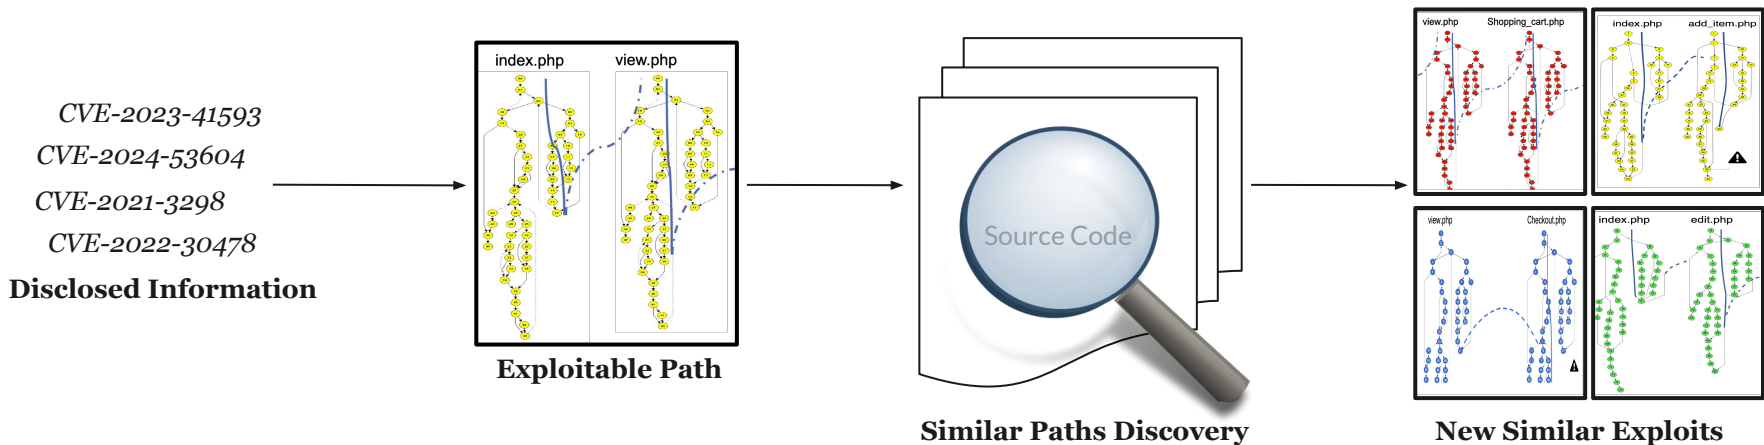 CVE-2023-41593
CVE-2024-53604
CVE-2021-3298
CVE-2022-30478
Disclosed Information
index.php view.php
Exploitable Path
Source Code
Similar Paths Discovery
view.php Shopping_cart.php
index.php add_item.php
view.php Checkout.php
index.php edit.php
New Similar Exploits